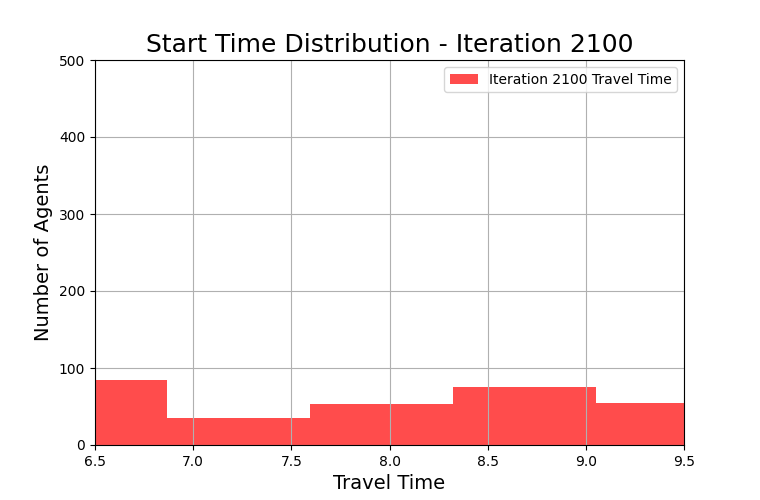 Start Time Distribution - Iteration 2100
Iteration 2100 Travel Time
Number of Agents
500
400
300
200
100
0
6.5 7.0 7.5 8.0 8.5 9.0 9.5
Travel Time